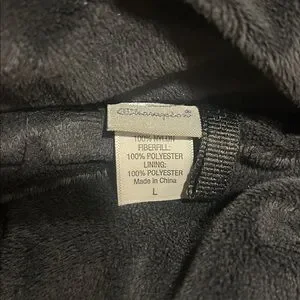 Champion®
100% NYLON
FIBERFILL:
100% POLYESTER
LINING:
100% POLYESTER
Made in China
L